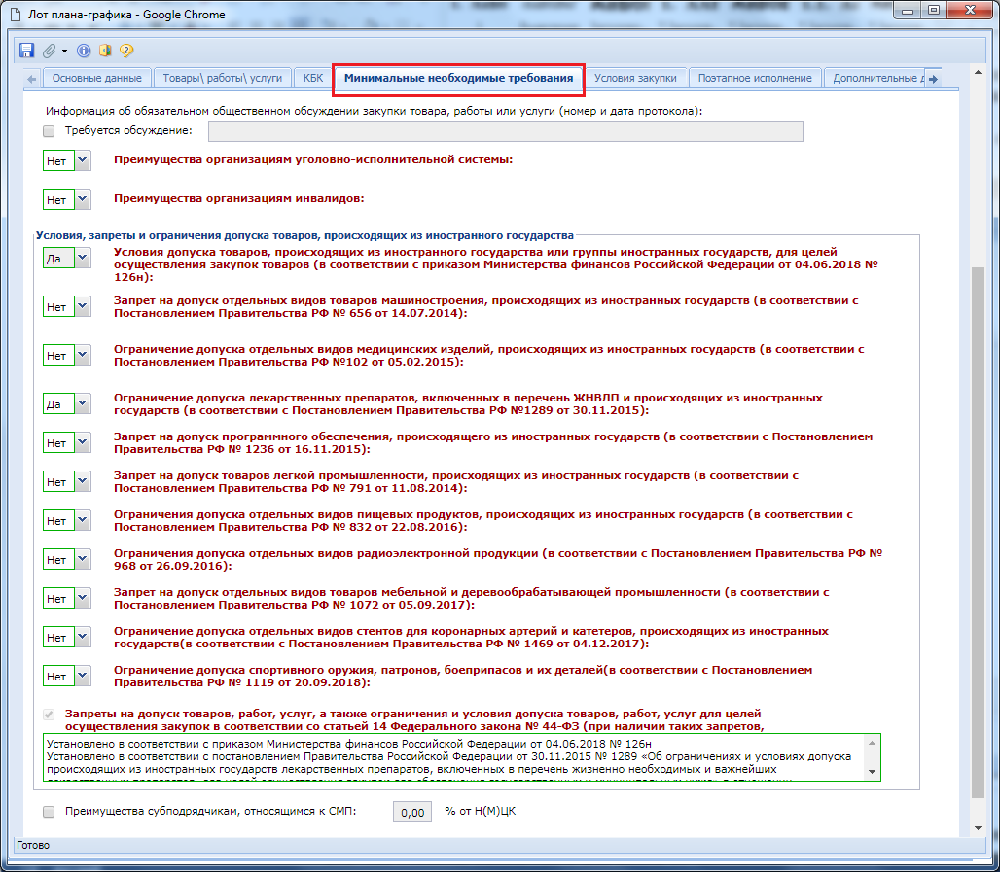 Лот плана-графика - Google Chrome
Основные данные
Товары\ работы\ услуги
КБК
Минимальные необходимые требования
Условия закупки
Поэтапное исполнение
Дополнительные д
Информация об обязательном общественном обсуждении закупки товара, работы или услуги (номер и дата протокола):
Требуется обсуждение:
Нет Преимущества организациям уголовно-исполнительной системы:
Нет Преимущества организациям инвалидов:
Условия, запреты и ограничения допуска товаров, происходящих из иностранного государства
Да Условия допуска товаров, происходящих из иностранного государства или группы иностранных государств, для целей
осуществления закупок товаров (в соответствии с приказом Министерства финансов Российской Федерации от 04.06.2018 №
126н):
Нет Запрет на допуск отдельных видов товаров машиностроения, происходящих из иностранных государств (в соответствии с
Постановлением Правительства РФ № 656 от 14.07.2014):
Нет Ограничение допуска отдельных видов медицинских изделий, происходящих из иностранных государств (в соответствии с
Постановлением Правительства РФ №102 от 05.02.2015):
Да Ограничение допуска лекарственных препаратов, включенных в перечень ЖНВЛП и происходящих из иностранных
государств (в соответствии с Постановлением Правительства РФ №1289 от 30.11.2015):
Нет Запрет на допуск программного обеспечения, происходящего из иностранных государств (в соответствии с Постановлением
Правительства РФ № 1236 от 16.11.2015):
Нет Запрет на допуск товаров легкой промышленности, происходящих из иностранных государств (в соответствии с
Постановлением Правительства РФ № 791 от 11.08.2014):
Нет Ограничения допуска отдельных видов пищевых продуктов, происходящих из иностранных государств (в соответствии с
Постановлением Правительства РФ № 832 от 22.08.2016):
Нет Ограничения допуска отдельных видов радиоэлектронной продукции (в соответствии с Постановлением Правительства РФ №
968 от 26.09.2016):
Нет Запрет на допуск отдельных видов товаров мебельной и деревообрабатывающей промышленности (в соответствии с
Постановлением Правительства РФ № 1072 от 05.09.2017):
Нет Ограничения допуска отдельных видов стентов для коронарных артерий и катетеров, происходящих из иностранных
государств(в соответствии с Постановлением Правительства РФ № 1469 от 04.12.2017):
Нет Ограничения допуска спортивного оружия, патронов, боеприпасов и их деталей(в соответствии с Постановлением
Правительства РФ № 1119 от 20.09.2018):
Запреты на допуск товаров, работ, услуг, а также ограничения и условия допуска товаров, работ, услуг для целей
осуществления закупок в соответствии со статьей 14 Федерального закона № 44-ФЗ (при наличии таких запретов,
Установлено в соответствии с приказом Министерства финансов Российской Федерации от 04.06.2018 № 126н
Установлено в соответствии с постановлением Правительства Российской Федерации от 30.11.2015 № 1289 «Об ограничениях и условиях допуска
происходящих из иностранных государств лекарственных препаратов, включенных в перечень жизненно необходимых и важнейших
Преимущества субподрядчикам, относящимся к СМП: 0,00 % от Н(М)ЦК
Готово